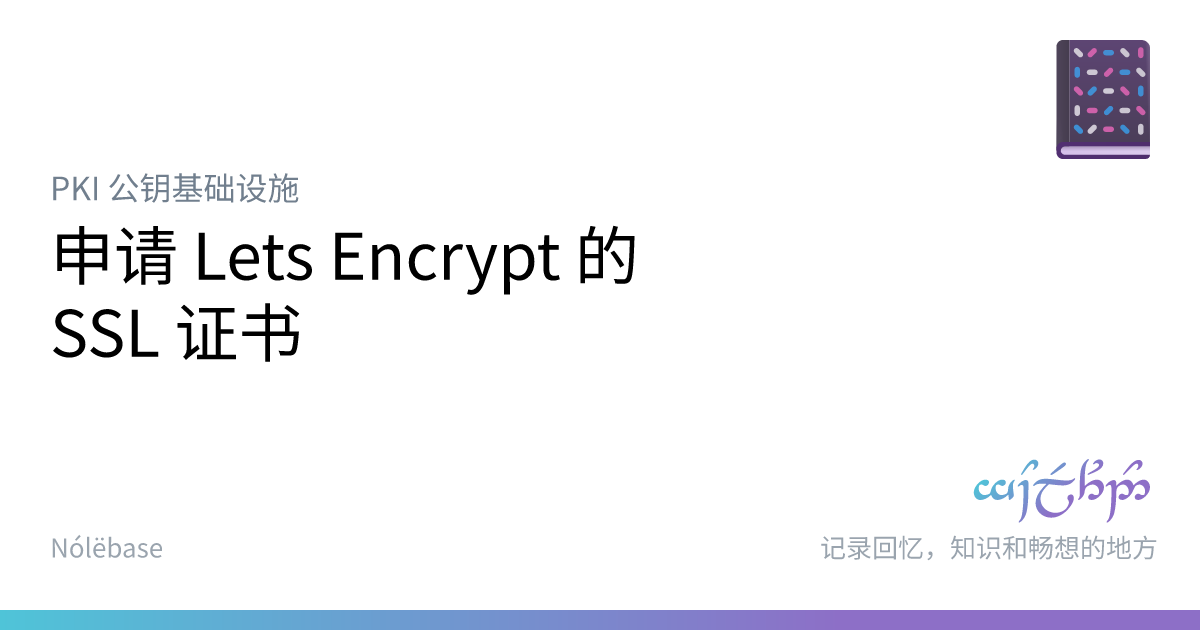 PKI 公钥基础设施
申请 Lets Encrypt 的
SSL 证书
Nólëbase
记录回忆，知识和畅想的地方